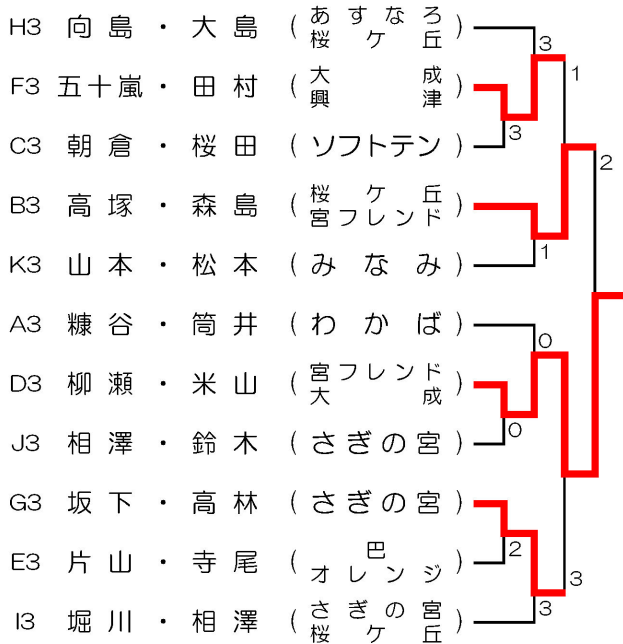 H3 向島・大島 (あすなろ 桜ケ丘)
3
F3 五十嵐・田村 (大成 興津)
1
3
C3 朝倉・桜田 (ソフトテン)
2
B3 高塚・森島 (桜ケ丘 宮フレンド)
1
K3 山本・松本 (みなみ)
A3 糠谷・筒井 (わかば)
0
D3 柳瀬・米山 (宮フレンド 大成)
0
J3 相澤・鈴木 (さぎの宮)
G3 坂下・高林 (さぎの宮)
2
E3 片山・寺尾 (巴 オレンジ)
3
3
I3 堀川・相澤 (さぎの宮 桜ケ丘)